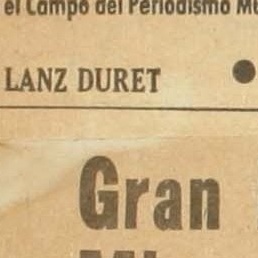 el Campo del Periodismo
LANZ DURET ●
Gran